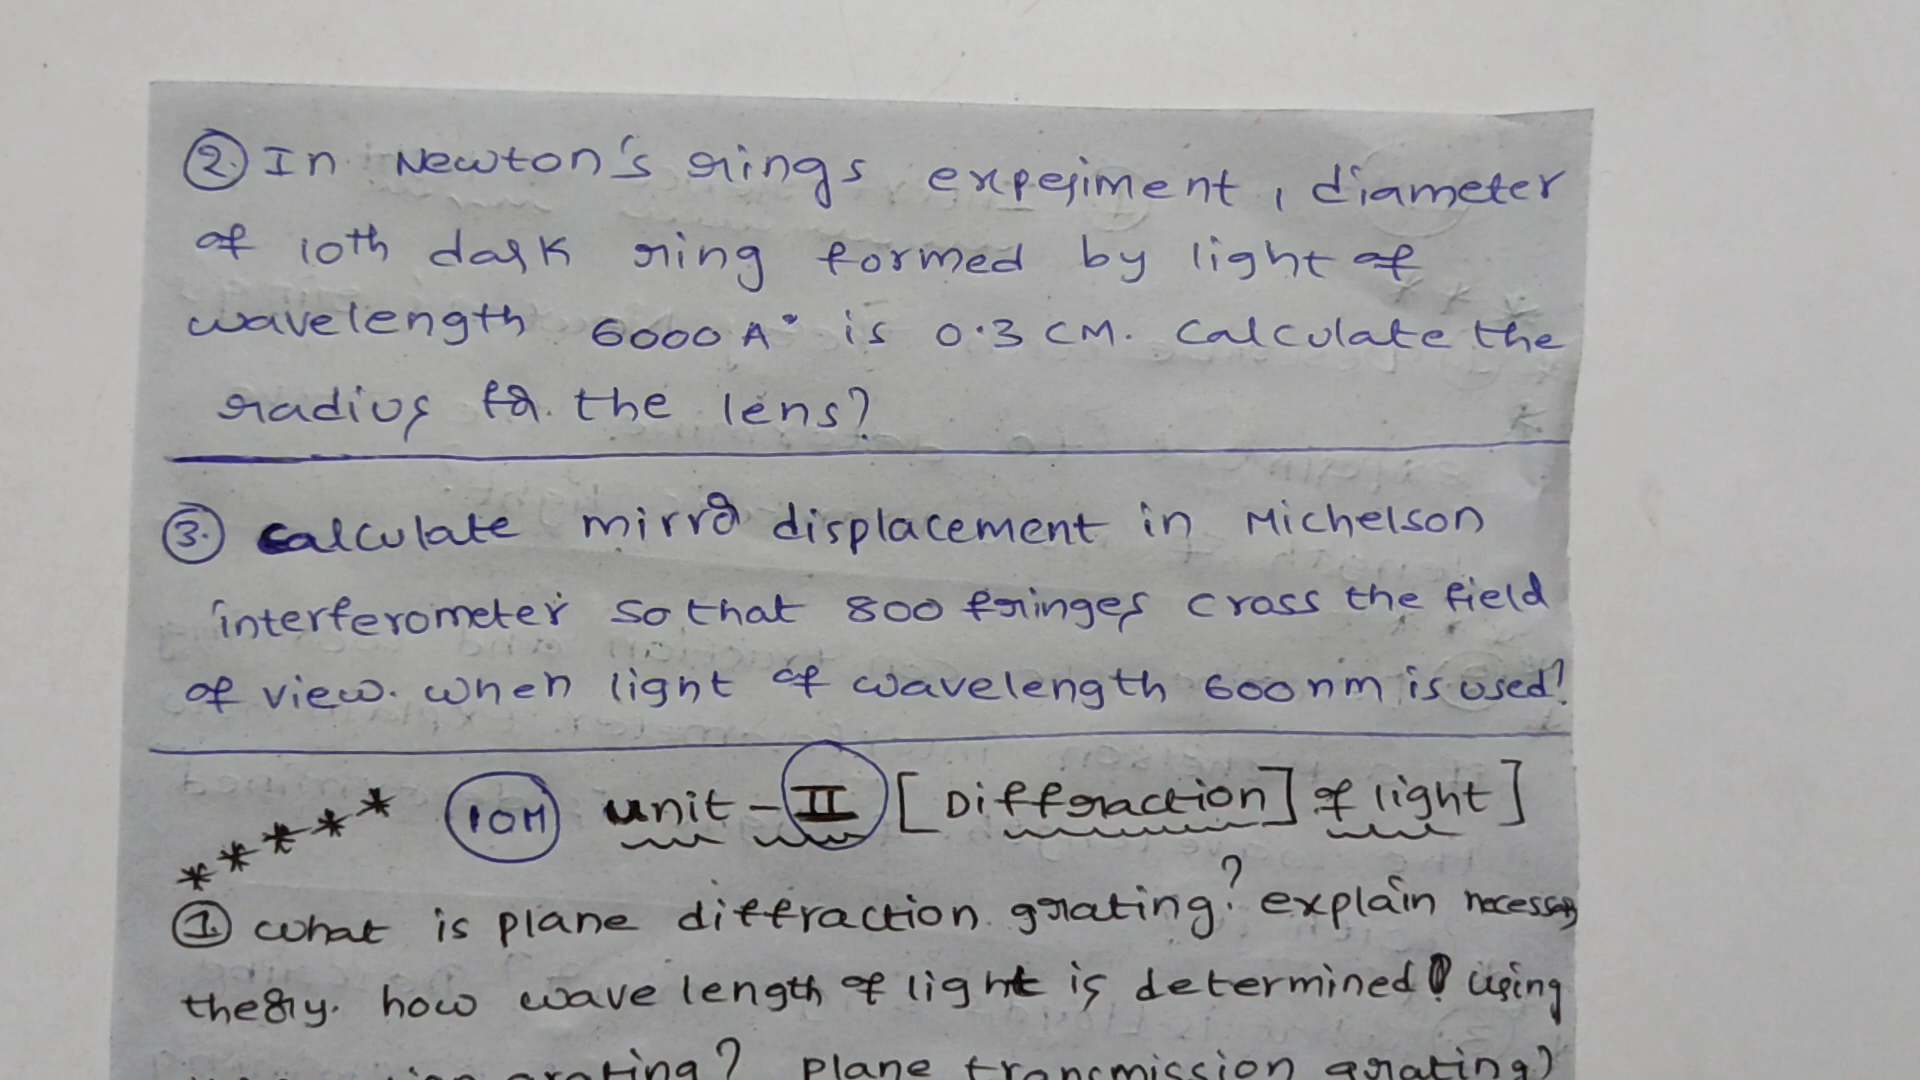 ② In Newton's rings experiment, diameter
of 10th dark ring formed by light of
wavelength 6000 A° is 0.3 CM. Calculate the
radius for the lens?
③ Calculate mirror displacement in Michelson
interferometer so that 800 fringes cross the field
of view. when light of wavelength 600 nm is used?
***** 10M unit - II [Diffraction] of light]
① what is plane diffraction grating? explain necessary
theory. how wave length of light is determined? using
grating? plane transmission grating)